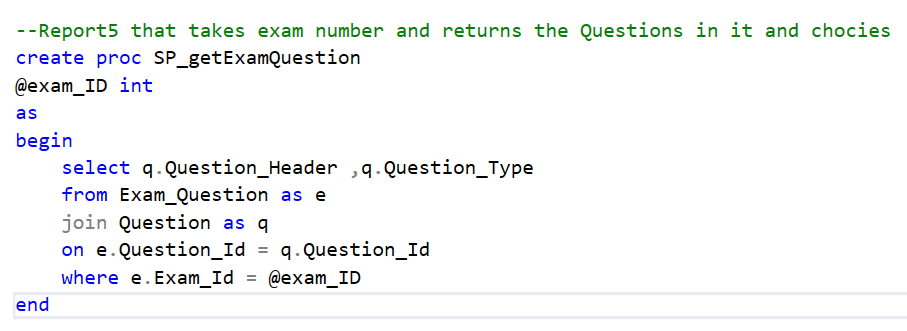 --Report5 that takes exam number and returns the Questions in it and chocies
create proc SP_getExamQuestion
@exam_ID int
as
begin
    select q.Question_Header ,q.Question_Type
    from Exam_Question as e
    join Question as q
    on e.Question_Id = q.Question_Id
    where e.Exam_Id = @exam_ID
end